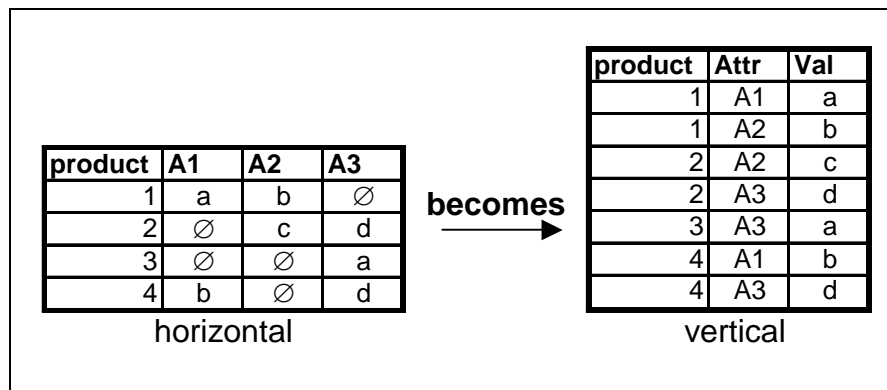 product A1 A2 A3
1 a b ∅
2 ∅ c d
3 ∅ ∅ a
4 b ∅ d
horizontal
becomes
product Attr Val
1 A1 a
1 A2 b
2 A2 c
2 A3 d
3 A3 a
4 A1 b
4 A3 d
vertical